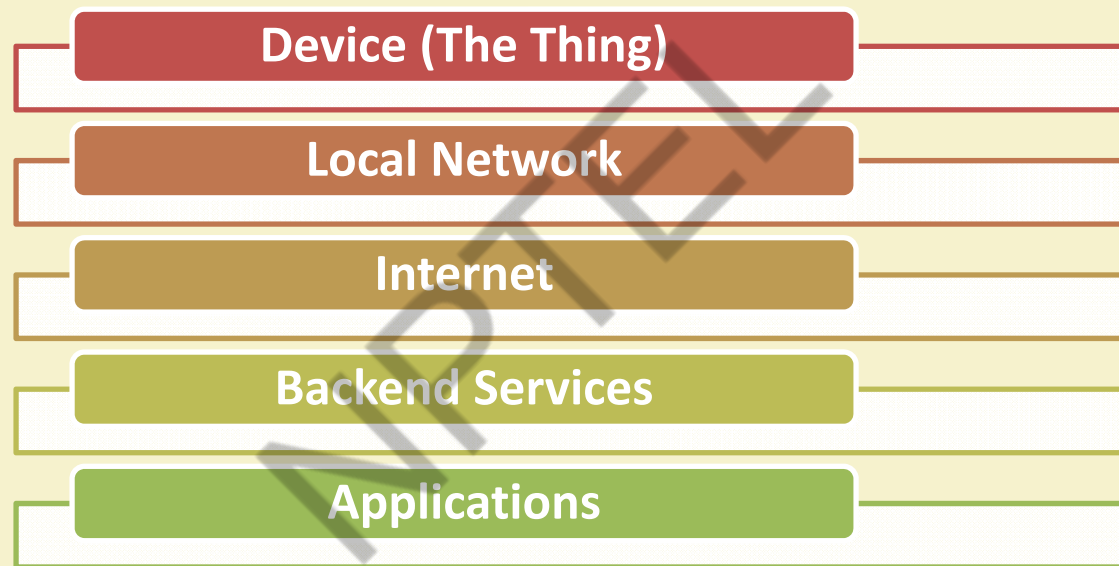 Device (The Thing)
Local Network
Internet
Backend Services
Applications
NPTEL